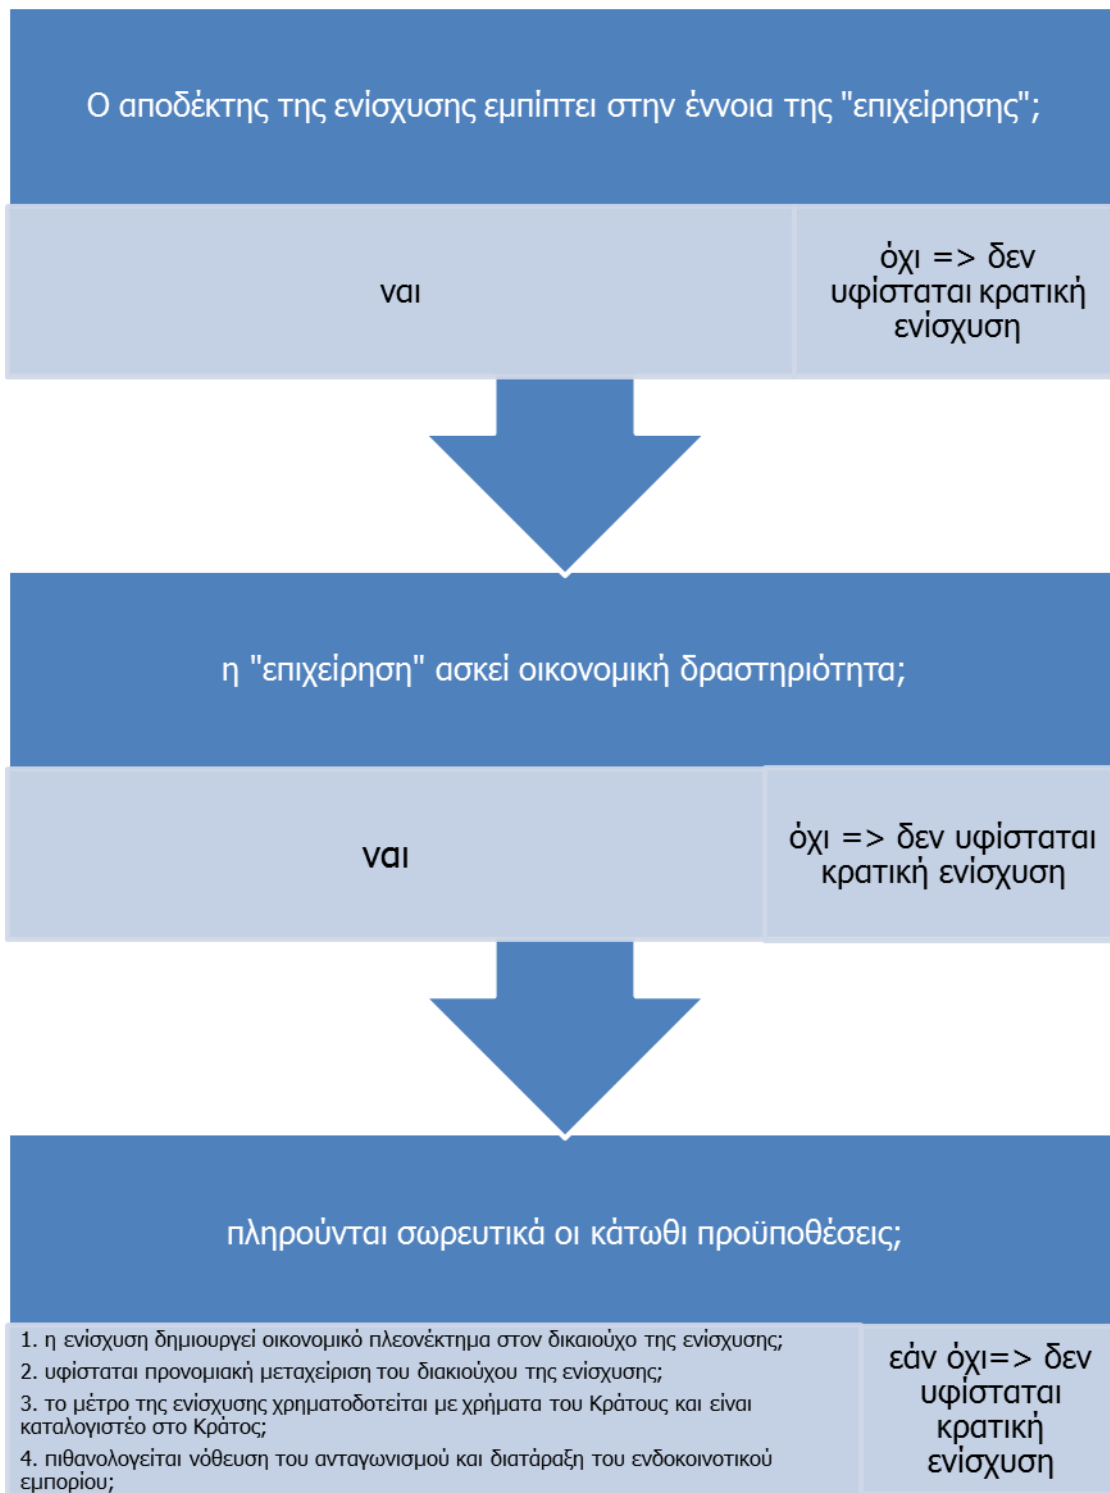 Ο αποδέκτης της ενίσχυσης εμπίπτει στην έννοια της "επιχείρησης";
ναι
όχι => δεν
υφίσταται κρατική
ενίσχυση
η "επιχείρηση" ασκεί οικονομική δραστηριότητα;
ναι
όχι => δεν υφίσταται
κρατική ενίσχυση
πληρούνται σωρευτικά οι κάτωθι προϋποθέσεις;
1. η ενίσχυση δημιουργεί οικονομικό πλεονέκτημα στον δικαιούχο της ενίσχυσης;
2. υφίσταται προνομιακή μεταχείριση του διακιούχου της ενίσχυσης;
3. το μέτρο της ενίσχυσης χρηματοδοτείται με χρήματα του Κράτους και είναι
καταλογιστέο στο Κράτος;
4. πιθανολογείται νόθευση του ανταγωνισμού και διατάραξη του ενδοκοινοτικού
εμπορίου;
εάν όχι=> δεν
υφίσταται
κρατική
ενίσχυση